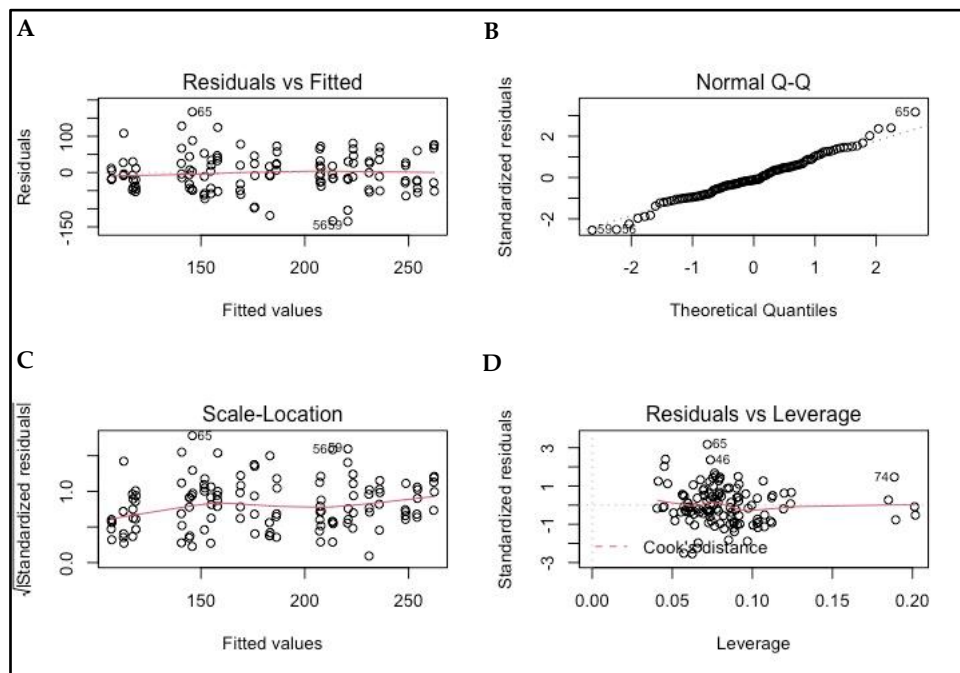 A
Residuals vs Fitted
Residuals
100
0
-150
65
5659
150
200
250
Fitted values
B
Normal Q-Q
Standardized residuals
2
0
-2
65
59
56
-2
-1
0
1
2
Theoretical Quantiles
C
Scale-Location
√|Standardized residuals|
1.0
0.0
65
56
59
150
200
250
Fitted values
D
Residuals vs Leverage
Standardized residuals
3
1
-1
-3
65
46
74
Cook's distance
0.00
0.05
0.10
0.15
0.20
Leverage